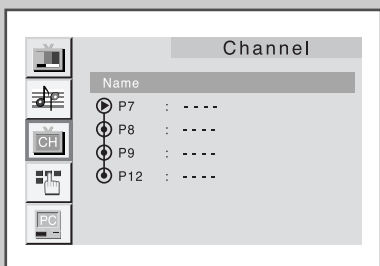 Channel
Name
P7 : - - - -
P8 : - - - -
P9 : - - - -
P12 : - - - -
CH
PC